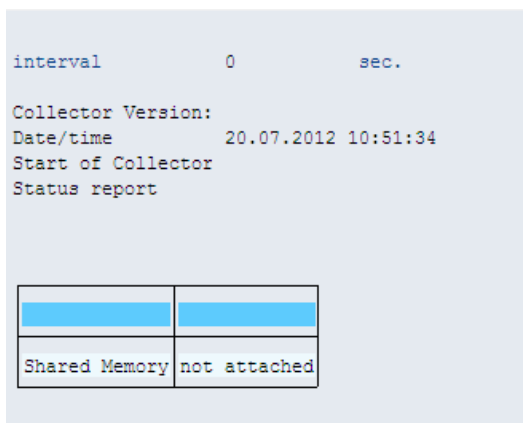 interval 0 sec.
Collector Version:
Date/time 20.07.2012 10:51:34
Start of Collector
Status report
Shared Memory not attached